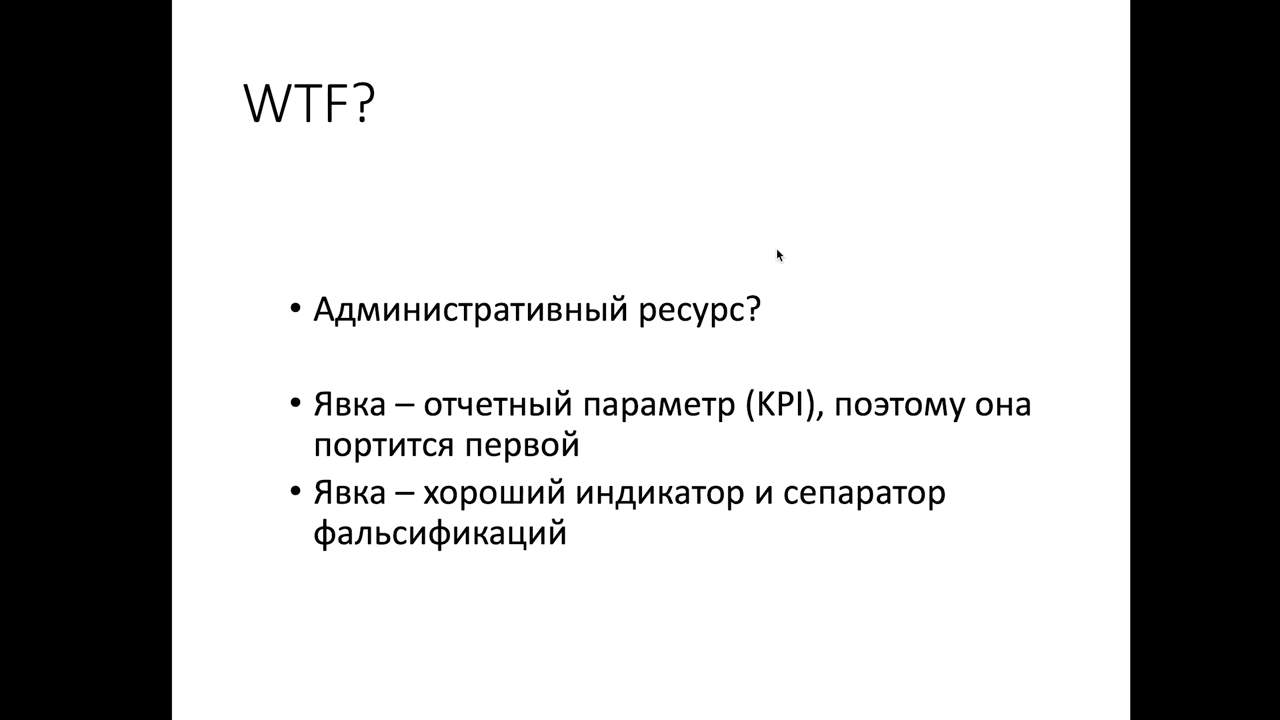 WTF?
• Административный ресурс?
• Явка – отчетный параметр (KPI), поэтому она
портится первой
• Явка – хороший индикатор и сепаратор
фальсификаций